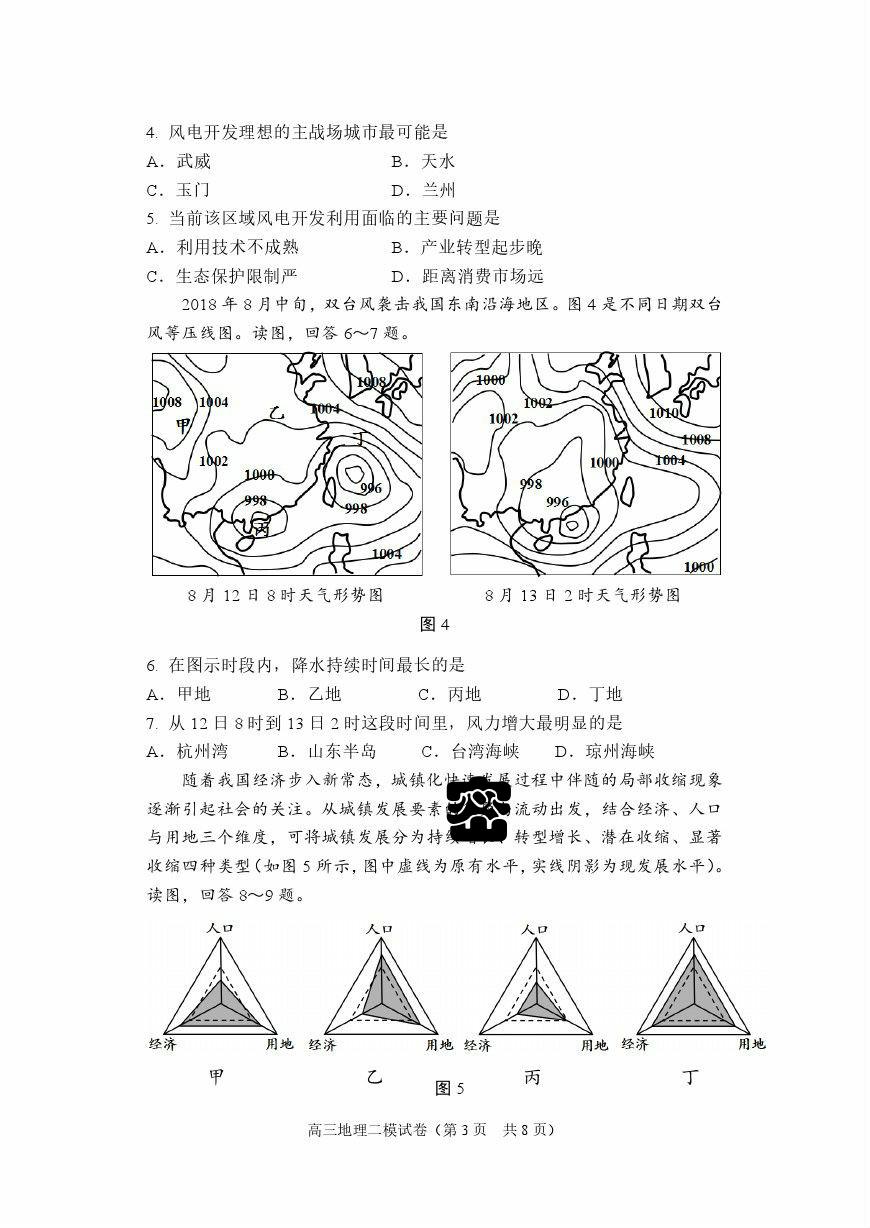 4. 风电开发理想的主战场城市最可能是
A．武威 B．天水
C．玉门 D．兰州
5. 当前该区域风电开发利用面临的主要问题是
A．利用技术不成熟 B．产业转型起步晚
C．生态保护限制严 D．距离消费市场远
2018 年 8 月中旬，双台风袭击我国东南沿海地区。图 4 是不同日期双台
风等压线图。读图，回答 6～7 题。
1008 1004 甲 乙 1008 1004 丁
1002 1000 998 丙 996 998 1004
1000 1002 1002 1010 1008
1000 1004 998 996 1000
8 月 12 日 8 时天气形势图 8 月 13 日 2 时天气形势图
图 4
6. 在图示时段内，降水持续时间最长的是
A．甲地 B．乙地 C．丙地 D．丁地
7. 从 12 日 8 时到 13 日 2 时这段时间里，风力增大最明显的是
A．杭州湾 B．山东半岛 C．台湾海峡 D．琼州海峡
随着我国经济步入新常态，城镇化快速发展过程中伴随的局部收缩现象
逐渐引起社会的关注。从城镇发展要素 流动出发，结合经济、人口
与用地三个维度，可将城镇发展分为持续 、转型增长、潜在收缩、显著
收缩四种类型（如图 5 所示，图中虚线为原有水平，实线阴影为现发展水平）。
读图，回答 8～9 题。
人口 人口 人口 人口
经济 用地 经济 用地 经济 用地 经济 用地
甲 乙 丙 丁
图 5
高三地理二模试卷（第 3 页 共 8 页）